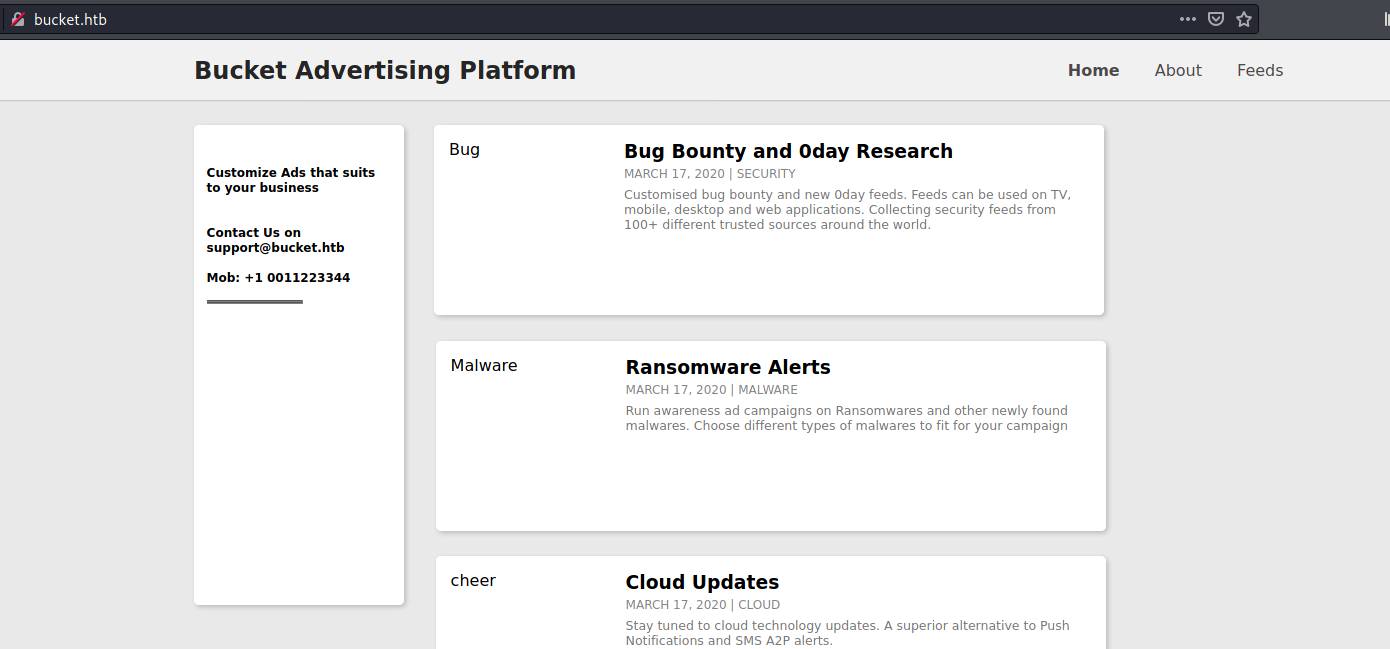 bucket.htb
Bucket Advertising Platform
Home About Feeds
Customize Ads that suits
to your business
Contact Us on
support@bucket.htb
Mob: +1 0011223344
Bug
Bug Bounty and 0day Research
MARCH 17, 2020 | SECURITY
Customised bug bounty and new 0day feeds. Feeds can be used on TV,
mobile, desktop and web applications. Collecting security feeds from
100+ different trusted sources around the world.
Malware
Ransomware Alerts
MARCH 17, 2020 | MALWARE
Run awareness ad campaigns on Ransomwares and other newly found
malwares. Choose different types of malwares to fit for your campaign
cheer
Cloud Updates
MARCH 17, 2020 | CLOUD
Stay tuned to cloud technology updates. A superior alternative to Push
Notifications and SMS A2P alerts.